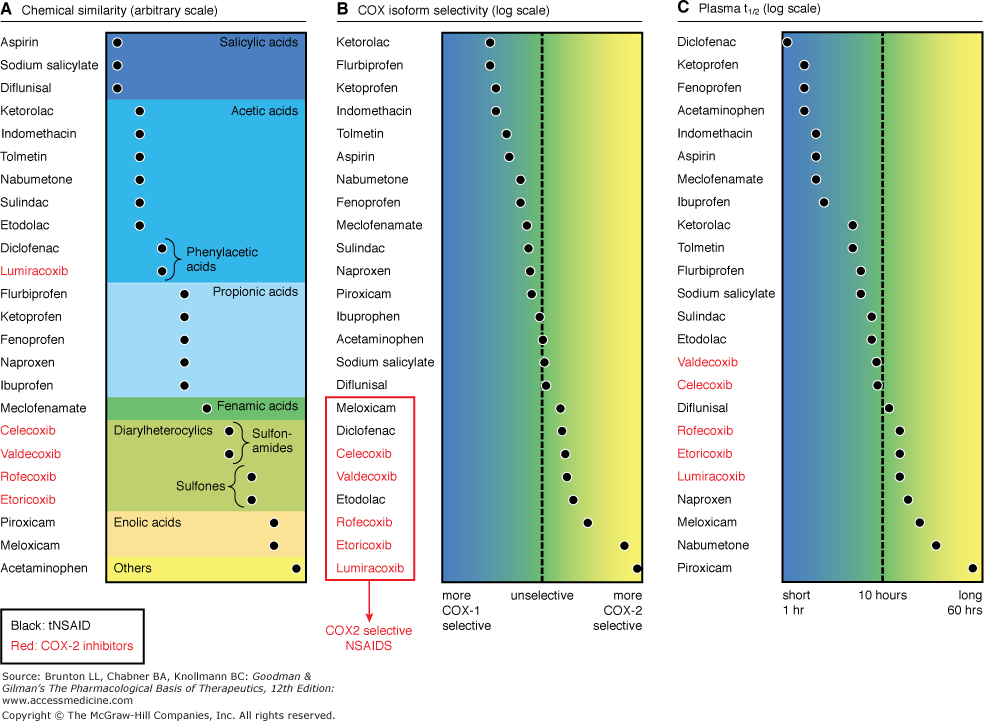 A Chemical similarity (arbitrary scale)
Aspirin
Sodium salicylate
Diflunisal
Ketorolac
Indomethacin
Tolmetin
Nabumetone
Sulindac
Etodolac
Diclofenac
Lumiracoxib
Flurbiprofen
Ketoprofen
Fenoprofen
Naproxen
Ibuprofen
Meclofenamate
Celecoxib
Valdecoxib
Rofecoxib
Etoricoxib
Piroxicam
Meloxicam
Acetaminophen
Salicylic acids
Acetic acids
Phenylacetic
acids
Propionic acids
Fenamic acids
Diarylheterocylics
Sulfon-
amides
Sulfones
Enolic acids
Others
B COX isoform selectivity (log scale)
Ketorolac
Flurbiprofen
Ketoprofen
Indomethacin
Tolmetin
Aspirin
Nabumetone
Fenoprofen
Meclofenamate
Sulindac
Naproxen
Piroxicam
Ibuprophen
Acetaminophen
Sodium salicylate
Diflunisal
Meloxicam
Diclofenac
Celecoxib
Valdecoxib
Etodolac
Rofecoxib
Etoricoxib
Lumiracoxib
more
COX-1
selective
unselective
more
COX-2
selective
COX2 selective
NSAIDS
C Plasma t1/2 (log scale)
Diclofenac
Ketoprofen
Fenoprofen
Acetaminophen
Indomethacin
Aspirin
Meclofenamate
Ibuprofen
Ketorolac
Tolmetin
Flurbiprofen
Sodium salicylate
Sulindac
Etodolac
Valdecoxib
Celecoxib
Diflunisal
Rofecoxib
Etoricoxib
Lumiracoxib
Naproxen
Meloxicam
Nabumetone
Piroxicam
short
1 hr
10 hours
long
60 hrs
Black: tNSAID
Red: COX-2 inhibitors
Source: Brunton LL, Chabner BA, Knollmann BC: Goodman &
Gilman's The Pharmacological Basis of Therapeutics, 12th Edition:
www.accessmedicine.com
Copyright © The McGraw-Hill Companies, Inc. All rights reserved.